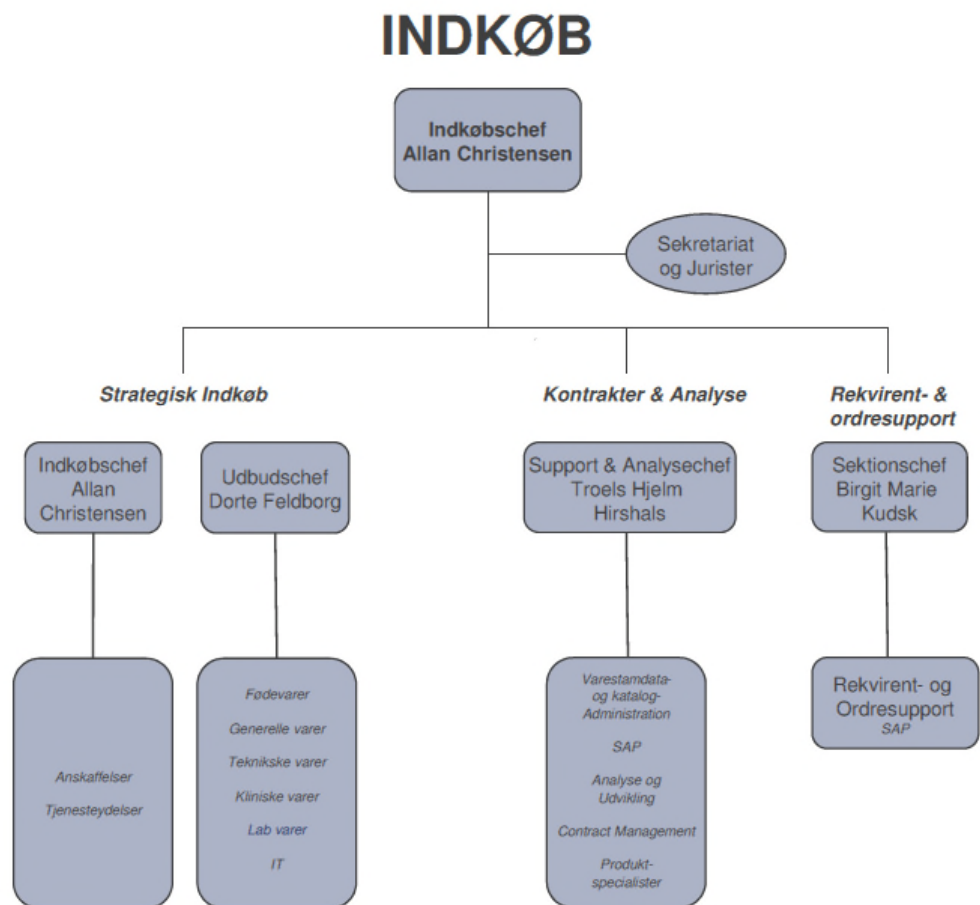 INDKØB
Indkøbschef
Allan Christensen
Sekretariat
og Jurister
Strategisk Indkøb
Kontrakter & Analyse
Rekvirent- &
ordresupport
Indkøbschef
Allan
Christensen
Udbudschef
Dorte Feldborg
Support & Analysechef
Troels Hjelm
Hirshals
Sektionschef
Birgit Marie
Kudsk
Anskaffelser
Tjenesteydelser
Fødevarer
Generelle varer
Teknikske varer
Kliniske varer
Lab varer
IT
Varestamdata-
og katalog-
Administration
SAP
Analyse og
Udvikling
Contract Management
Produkt-
specialister
Rekvirent- og
Ordresupport
SAP